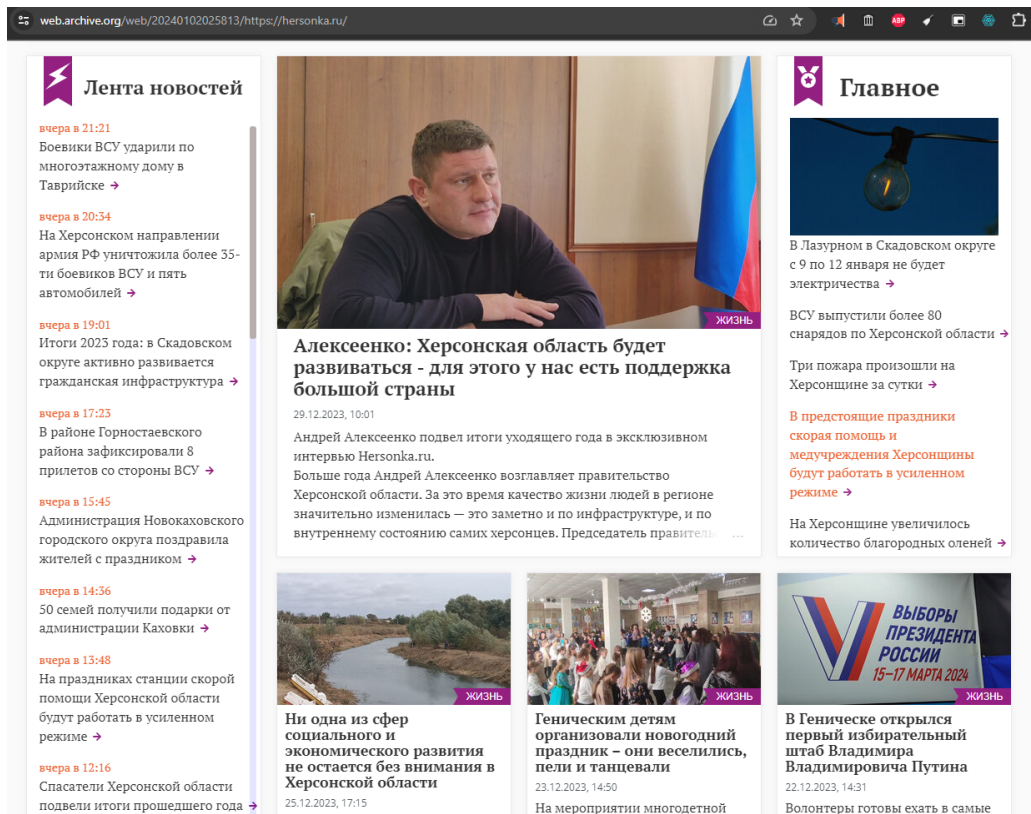 web.archive.org/web/20240102025813/https://hersonka.ru/
ABP
Лента новостей
вчера в 21:21
Боевики ВСУ ударили по
многоэтажному дому в
Таврийске →
вчера в 20:34
На Херсонском направлении
армия РФ уничтожила более 35-
ти боевиков ВСУ и пять
автомобилей →
вчера в 19:01
Итоги 2023 года: в Скадовском
округе активно развивается
гражданская инфраструктура →
вчера в 17:23
В районе Горностаевского
района зафиксировали 8
прилетов со стороны ВСУ →
вчера в 15:45
Администрация Новокаховского
городского округа поздравила
жителей с праздником →
вчера в 14:36
50 семей получили подарки от
администрации Каховки →
вчера в 13:48
На праздниках станции скорой
помощи Херсонской области
будут работать в усиленном
режиме →
вчера в 12:16
Спасатели Херсонской области
подвели итоги прошедшего года →
ЖИЗНЬ
Алексеенко: Херсонская область будет
развиваться - для этого у нас есть поддержка
большой страны
29.12.2023, 10:01
Андрей Алексеенко подвел итоги уходящего года в эксклюзивном
интервью Hersonka.ru.
Больше года Андрей Алексеенко возглавляет правительство
Херсонской области. За это время качество жизни людей в регионе
значительно изменилась — это заметно и по инфраструктуре, и по
внутреннему состоянию самих херсонцев. Председатель правитель ...
Главное
В Лазурном в Скадовском округе
с 9 по 12 января не будет
электричества →
ВСУ выпустили более 80
снарядов по Херсонской области →
Три пожара произошли на
Херсонщине за сутки →
В предстоящие праздники
скорая помощь и
медучреждения Херсонщины
будут работать в усиленном
режиме →
На Херсонщине увеличилось
количество благородных оленей →
ЖИЗНЬ
Ни одна из сфер
социального и
экономического развития
не остается без внимания в
Херсонской области
25.12.2023, 17:15
ЖИЗНЬ
Геническим детям
организовали новогодний
праздник – они веселились,
пели и танцевали
23.12.2023, 14:50
На мероприятии многодетной
ВЫБОРЫ
ПРЕЗИДЕНТА
РОССИИ
15–17 МАРТА 2024
ЖИЗНЬ
В Геническе открылся
первый избирательный
штаб Владимира
Владимировича Путина
22.12.2023, 14:31
Волонтеры готовы ехать в самые